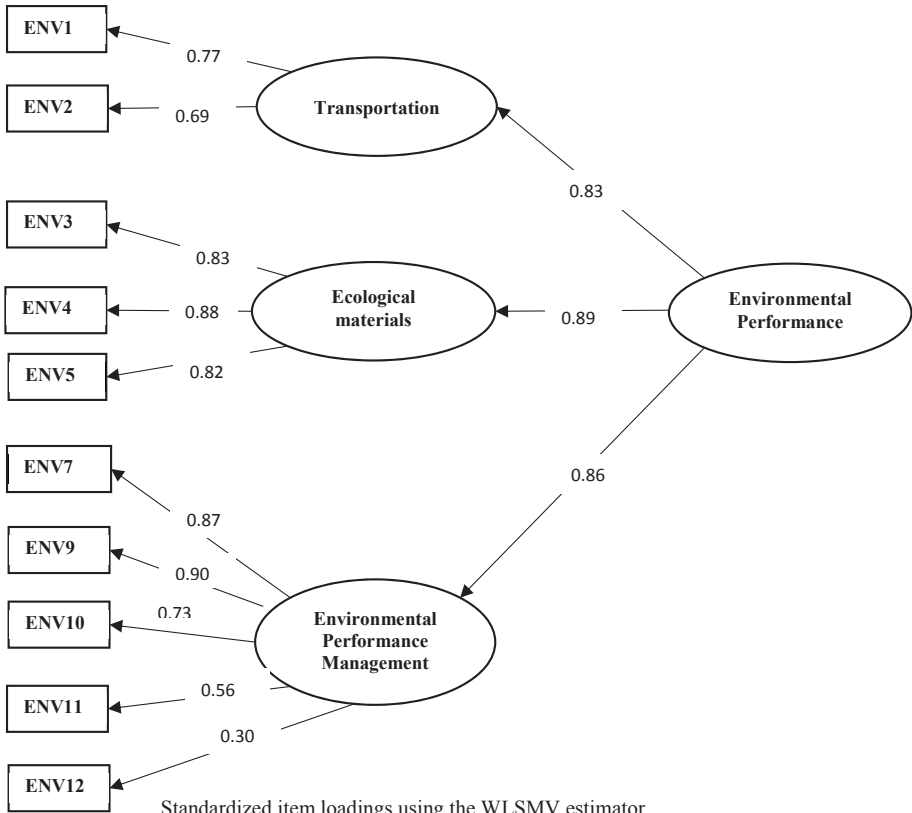 ENV1
0.77
ENV2
0.69
Transportation
0.83
ENV3
0.83
ENV4
0.88
Ecological
materials
0.89
Environmental
Performance
ENV5
0.82
ENV7
0.86
0.87
ENV9
0.90
ENV10
0.73
Environmental
Performance
Management
ENV11
0.56
0.30
ENV12
Standardized item loadings using the WLSMV estimator